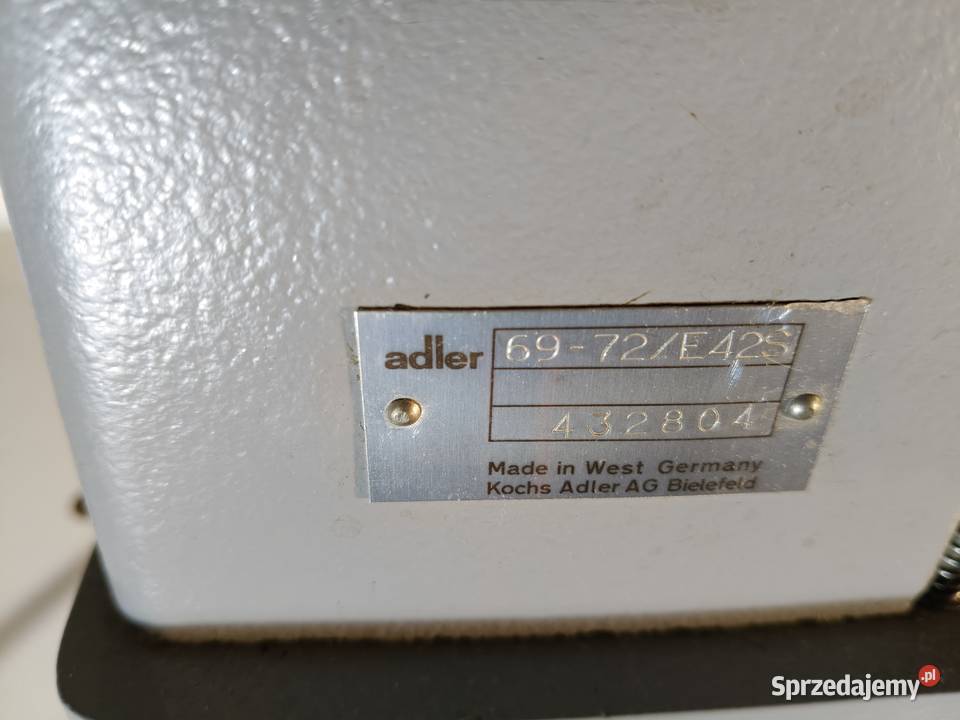 adler 69-72/E42S
432804
Made in West Germany
Kochs Adler AG Bielefeld
Sprzedajemy.pl